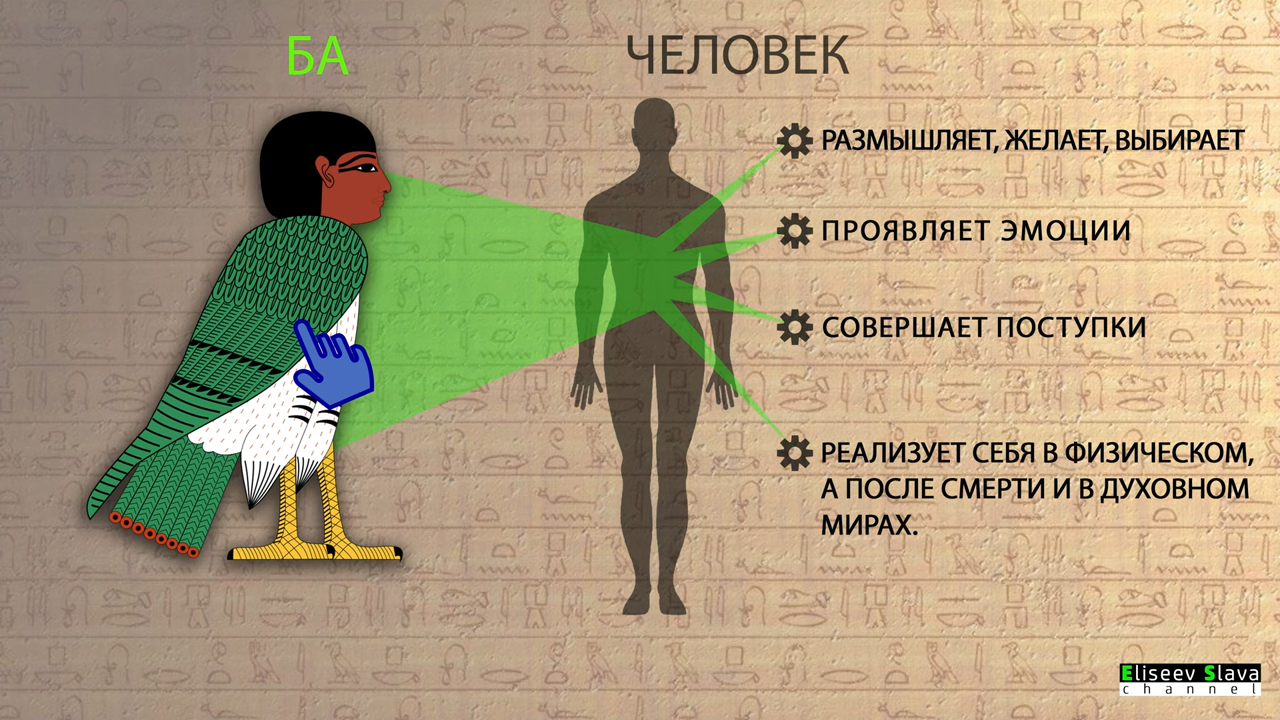 БА
ЧЕЛОВЕК
РАЗМЫШЛЯЕТ, ЖЕЛАЕТ, ВЫБИРАЕТ
ПРОЯВЛЯЕТ ЭМОЦИИ
СОВЕРШАЕТ ПОСТУПКИ
РЕАЛИЗУЕТ СЕБЯ В ФИЗИЧЕСКОМ,
А ПОСЛЕ СМЕРТИ И В ДУХОВНОМ
МИРАХ.
Eliseev Slava
channel